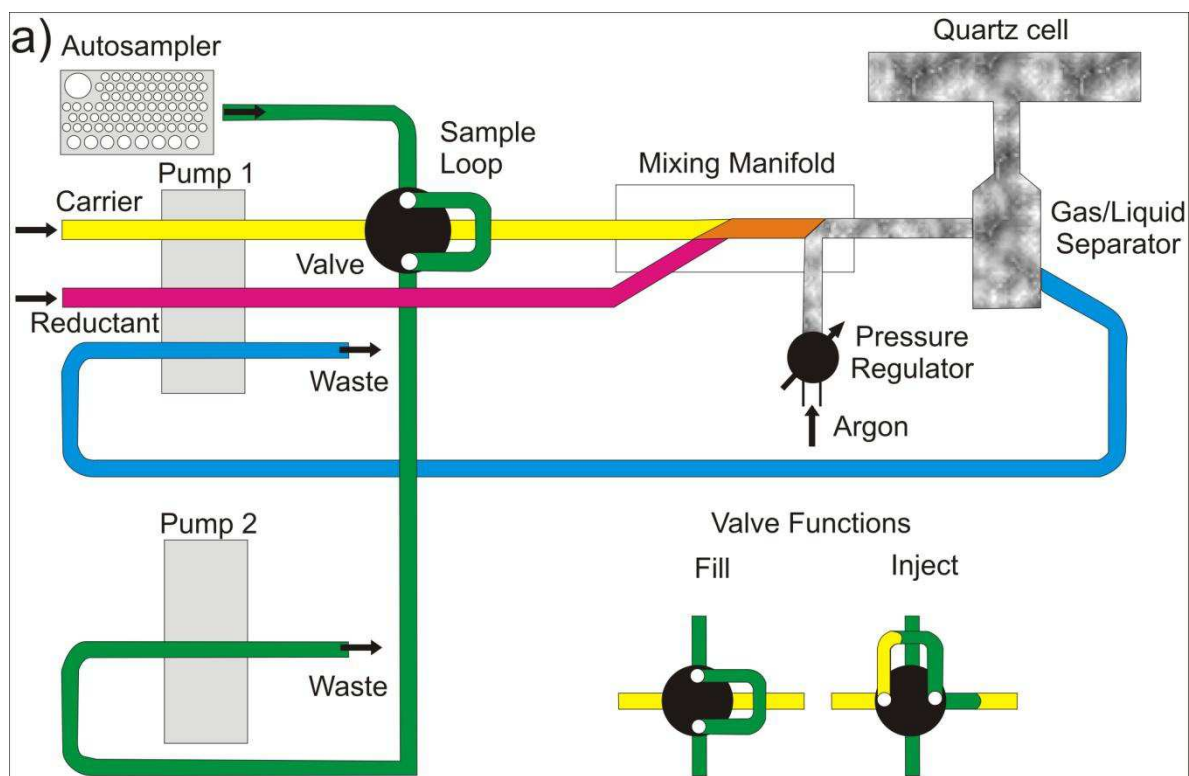 a)
Autosampler
Quartz cell
Sample
Loop
Pump 1
Mixing Manifold
Carrier
Gas/Liquid
Separator
Valve
Reductant
Pressure
Regulator
Waste
Argon
Pump 2
Valve Functions
Fill
Inject
Waste